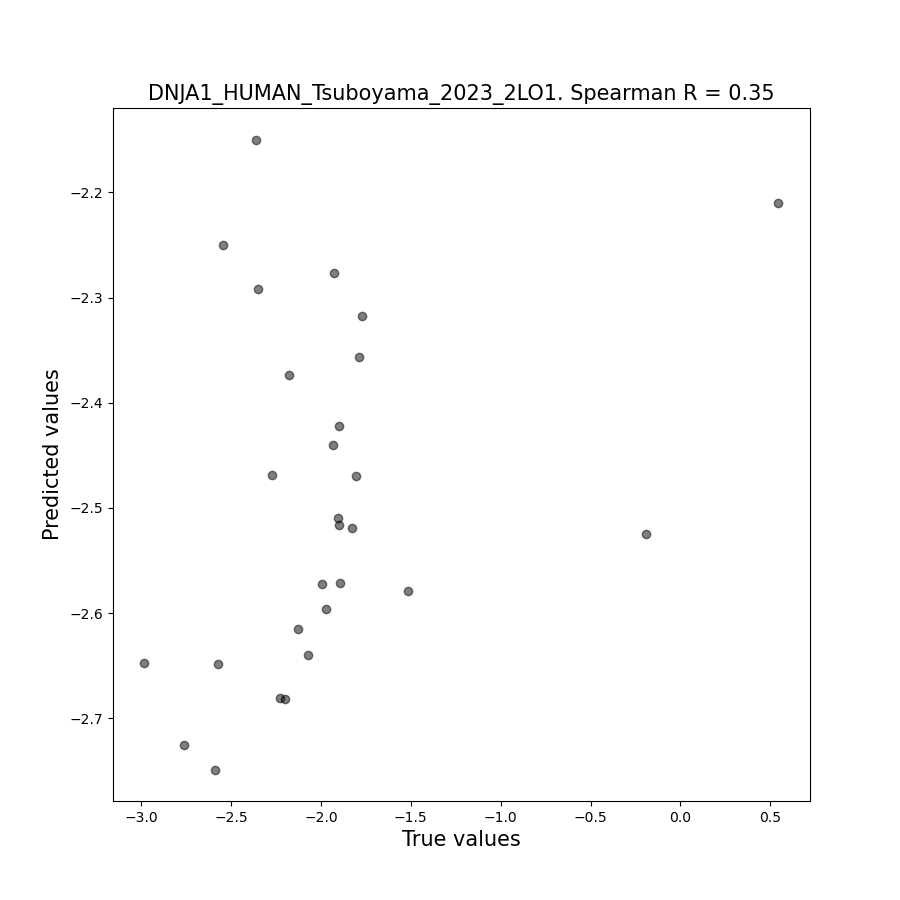 DNJA1_HUMAN_Tsuboyama_2023_2LO1. Spearman R = 0.35
Predicted values
−2.2
−2.3
−2.4
−2.5
−2.6
−2.7
−3.0 −2.5 −2.0 −1.5 −1.0 −0.5 0.0 0.5
True values